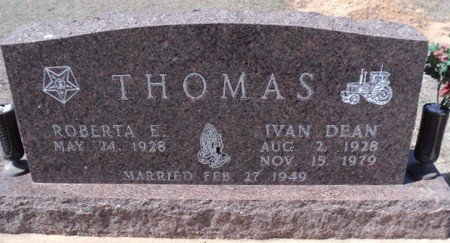 THOMAS
ROBERTA E.
MAY 24 1928
IVAN DEAN
AUG 2 1928
NOV 15 1979
MARRIED FEB 27 1949